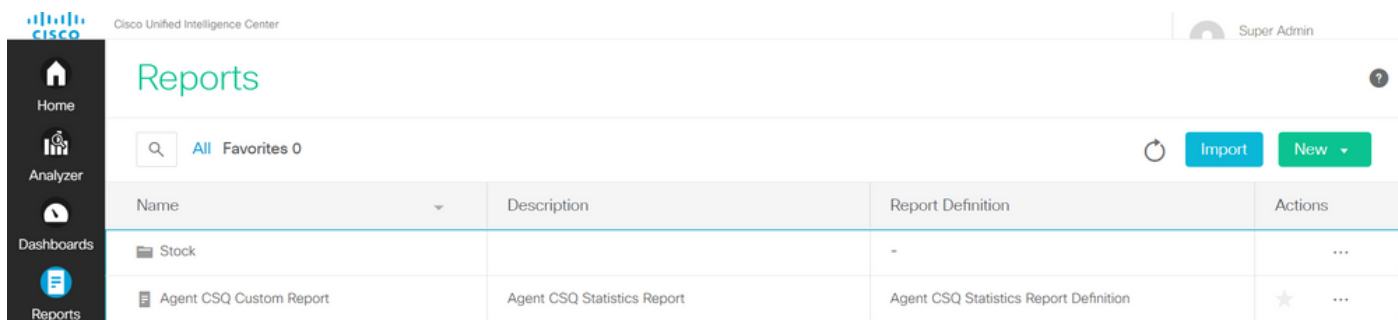 CISCO
Cisco Unified Intelligence Center
Super Admin
Home
Reports
?
Analyzer
All Favorites 0
Import
New
Dashboards
Name
Description
Report Definition
Actions
Stock
-
...
Reports
Agent CSQ Custom Report
Agent CSQ Statistics Report
Agent CSQ Statistics Report Definition
...